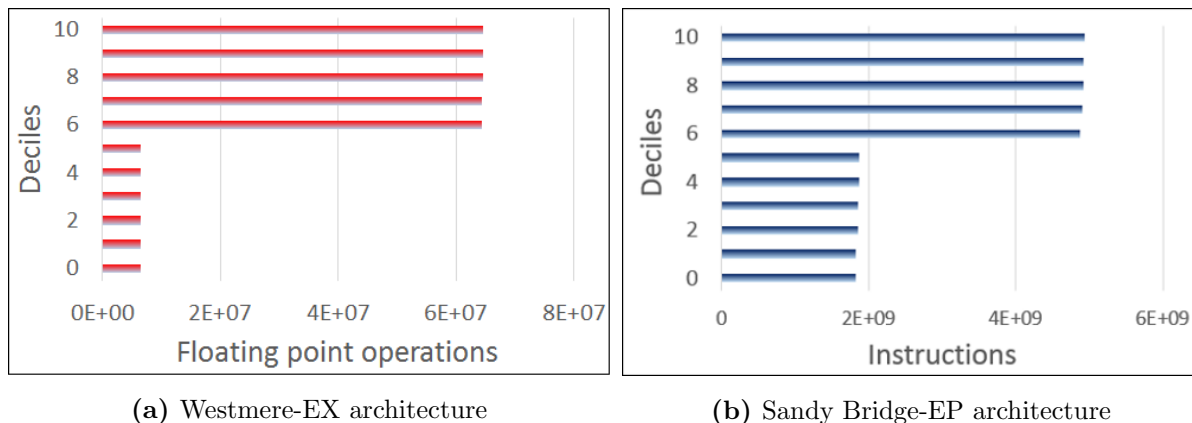 10
8
6
4
2
0
Deciles
0E+00 2E+07 4E+07 6E+07 8E+07
Floating point operations
(a) Westmere-EX architecture
10
8
6
4
2
0
Deciles
0 2E+09 4E+09 6E+09
Instructions
(b) Sandy Bridge-EP architecture